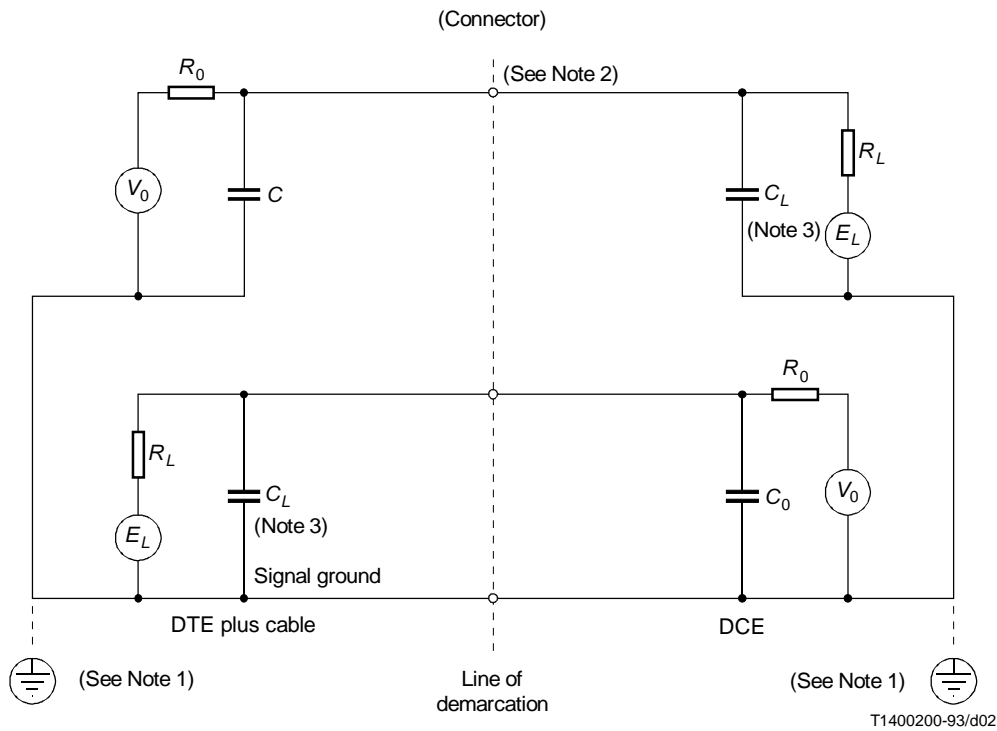 (Connector)
R0
(See Note 2)
RL
V0
C
CL
(Note 3)
EL
R0
RL
CL
(Note 3)
C0
V0
EL
Signal ground
DTE plus cable
DCE
(See Note 1)
Line of
demarcation
(See Note 1)
T1400200-93/d02